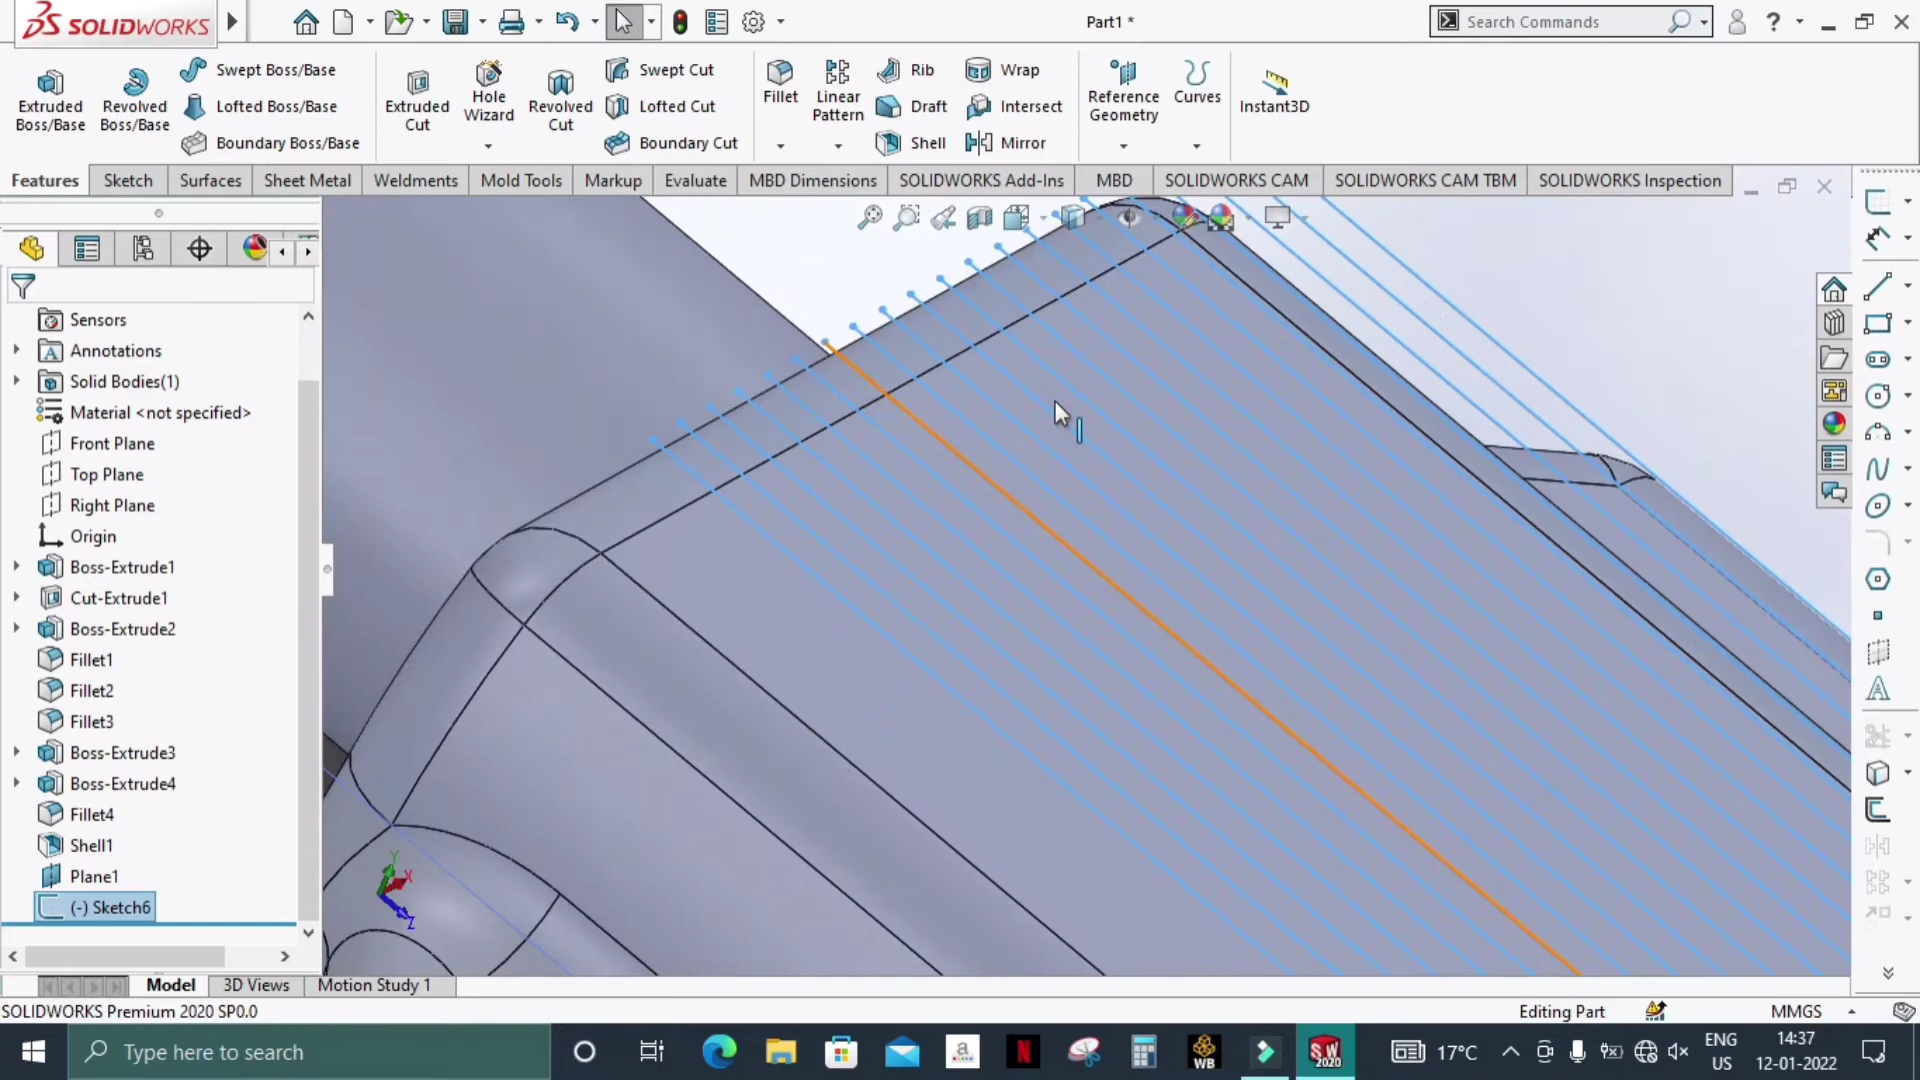 SOLIDWORKS
Part1 *
Search Commands
Extruded Boss/Base
Revolved Boss/Base
Swept Boss/Base
Lofted Boss/Base
Boundary Boss/Base
Extruded Cut
Hole Wizard
Revolved Cut
Swept Cut
Lofted Cut
Boundary Cut
Fillet
Linear Pattern
Rib
Draft
Shell
Wrap
Intersect
Mirror
Reference Geometry
Curves
Instant3D
Features
Sketch
Surfaces
Sheet Metal
Weldments
Mold Tools
Markup
Evaluate
MBD Dimensions
SOLIDWORKS Add-Ins
MBD
SOLIDWORKS CAM
SOLIDWORKS CAM TBM
SOLIDWORKS Inspection
Sensors
Annotations
Solid Bodies(1)
Material <not specified>
Front Plane
Top Plane
Right Plane
Origin
Boss-Extrude1
Cut-Extrude1
Boss-Extrude2
Fillet1
Fillet2
Fillet3
Boss-Extrude3
Boss-Extrude4
Fillet4
Shell1
Plane1
(-) Sketch6
Y
X
Z
Model
3D Views
Motion Study 1
SOLIDWORKS Premium 2020 SP0.0
Editing Part
MMGS
Type here to search
WB
SW
2020
17°C
ENG
US
14:37
12-01-2022